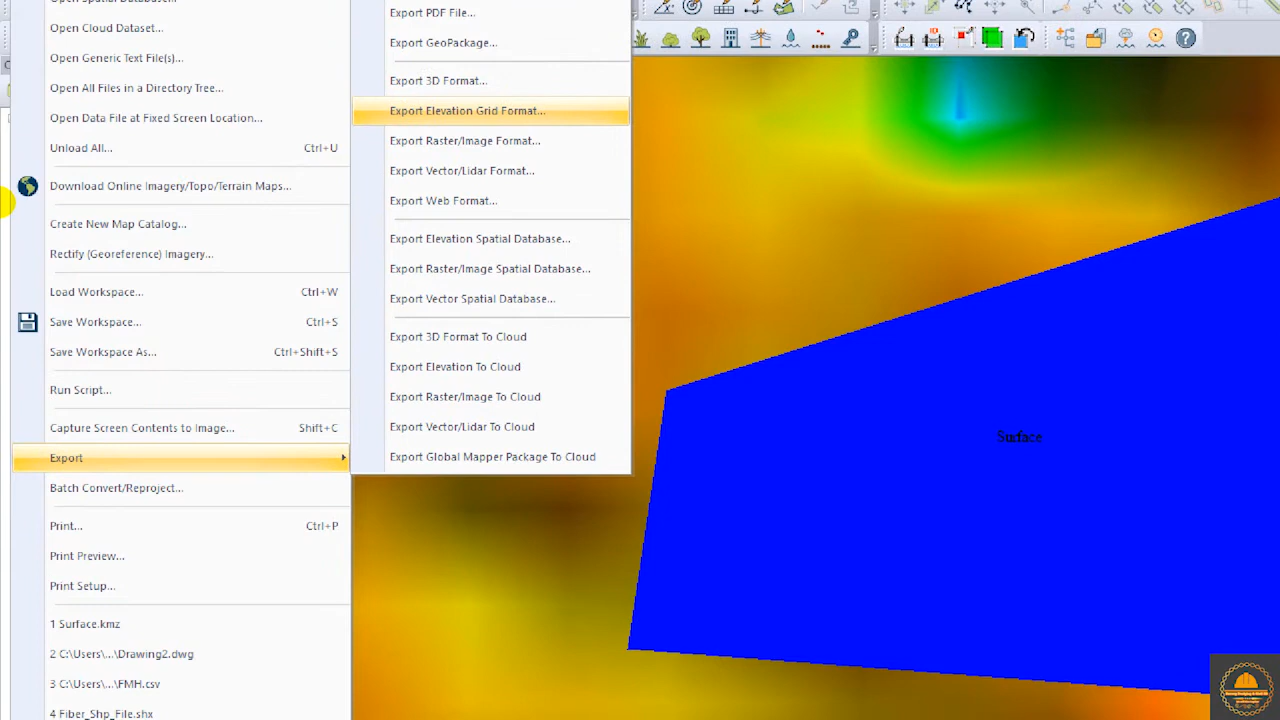 Open Cloud Dataset...
Open Generic Text File(s)...
Open All Files in a Directory Tree...
Open Data File at Fixed Screen Location...
Unload All... Ctrl+U
Download Online Imagery/Topo/Terrain Maps...
Create New Map Catalog...
Rectify (Georeference) Imagery...
Load Workspace... Ctrl+W
Save Workspace... Ctrl+S
Save Workspace As... Ctrl+Shift+S
Run Script...
Capture Screen Contents to Image... Shift+C
Export
Batch Convert/Reproject...
Print... Ctrl+P
Print Preview...
Print Setup...
1 Surface.kmz
2 C:\Users\...\Drawing2.dwg
3 C:\Users\...\FMH.csv
4 Fiber_Shp_File.shx
Export PDF File...
Export GeoPackage...
Export 3D Format...
Export Elevation Grid Format...
Export Raster/Image Format...
Export Vector/Lidar Format...
Export Web Format...
Export Elevation Spatial Database...
Export Raster/Image Spatial Database...
Export Vector Spatial Database...
Export 3D Format To Cloud
Export Elevation To Cloud
Export Raster/Image To Cloud
Export Vector/Lidar To Cloud
Export Global Mapper Package To Cloud
Surface